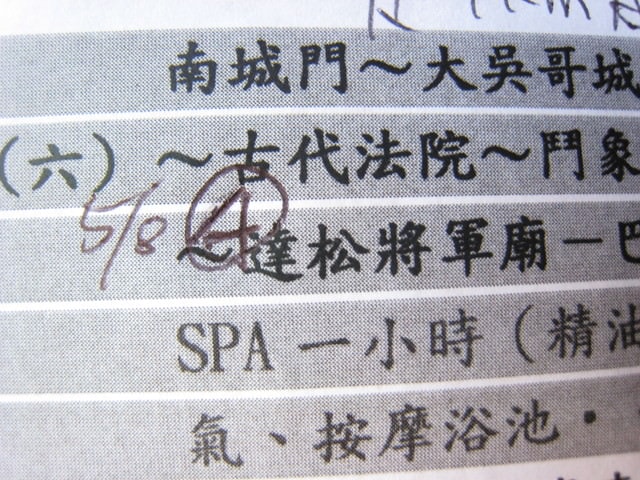 南城門～大吳哥城
（六）～古代法院～鬥象
5/8 ④
～達松將軍廟－巴
SPA 一小時（精油
氣、按摩浴池・